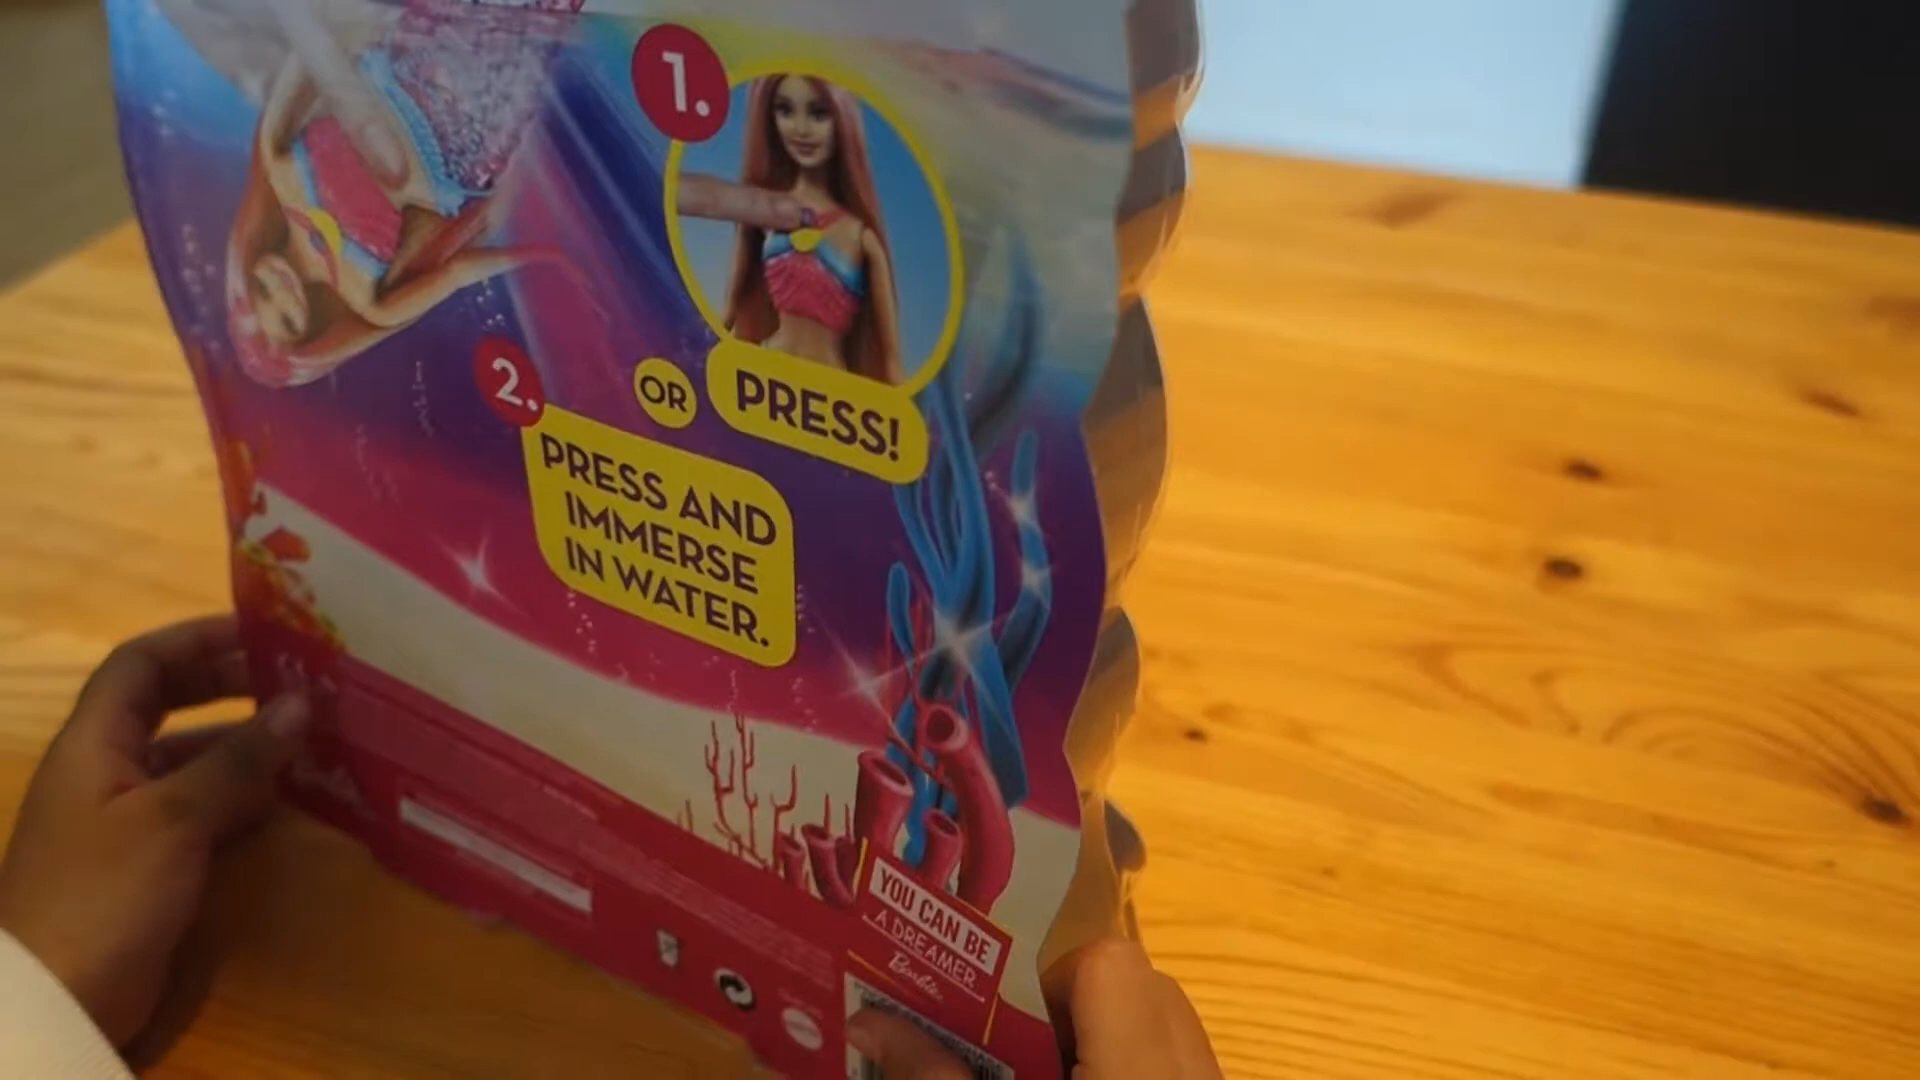 1.
PRESS!
OR
2.
PRESS AND
IMMERSE
IN WATER.
YOU CAN BE
A DREAMER
Barbie